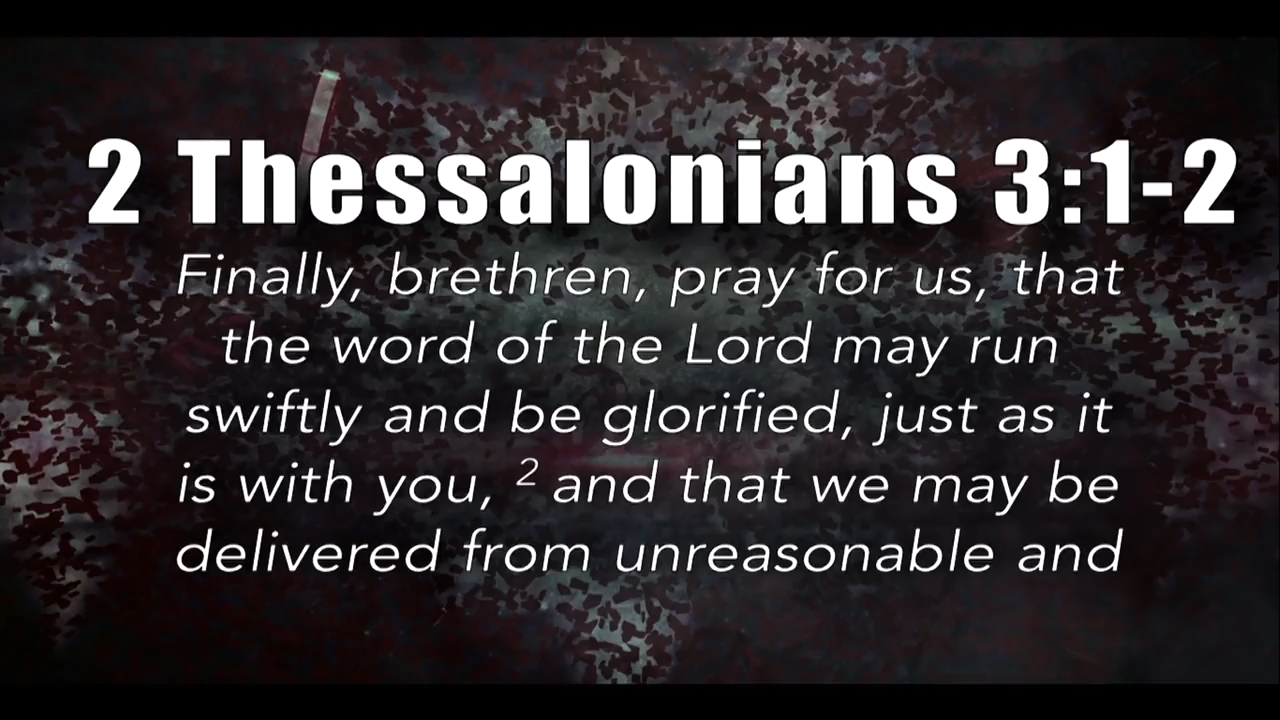 2 Thessalonians 3:1-2
Finally, brethren, pray for us, that
the word of the Lord may run
swiftly and be glorified, just as it
is with you, ² and that we may be
delivered from unreasonable and